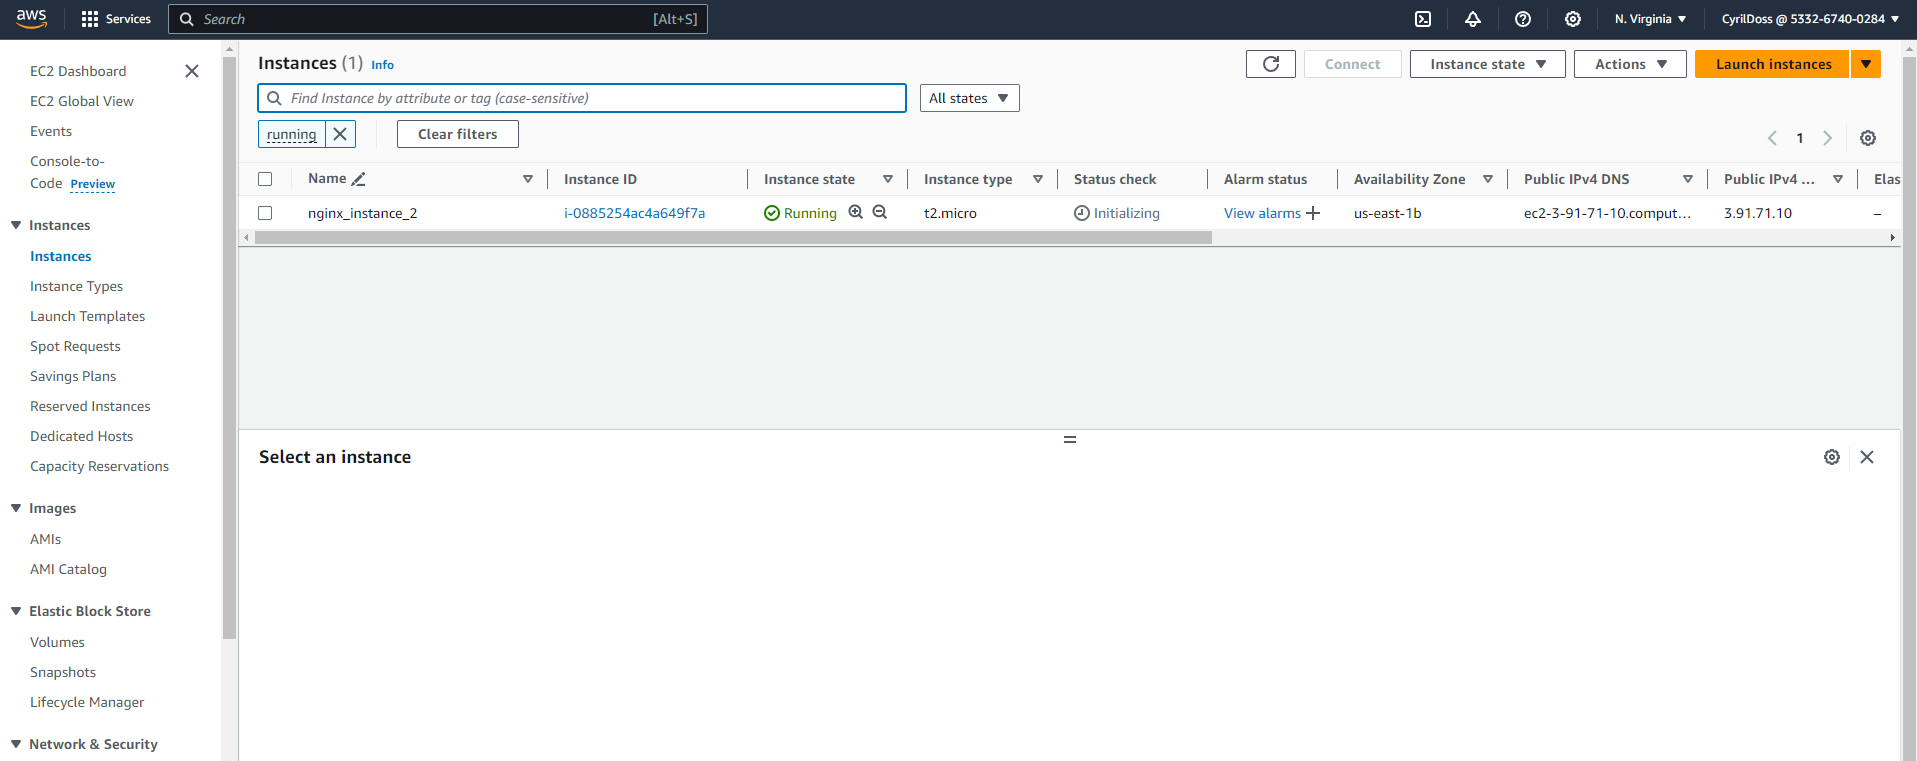 aws
Services
Search [Alt+S]
N. Virginia
CyrilDoss @ 5332-6740-0284
EC2 Dashboard
EC2 Global View
Events
Console-to-
Code Preview
Instances
Instances
Instance Types
Launch Templates
Spot Requests
Savings Plans
Reserved Instances
Dedicated Hosts
Capacity Reservations
Images
AMIs
AMI Catalog
Elastic Block Store
Volumes
Snapshots
Lifecycle Manager
Network & Security
Instances (1) Info
Connect
Instance state
Actions
Launch instances
Find Instance by attribute or tag (case-sensitive)
All states
running
Clear filters
1
Name Instance ID Instance state Instance type Status check Alarm status Availability Zone Public IPv4 DNS Public IPv4 ... Elas
nginx_instance_2 i-0885254ac4a649f7a Running t2.micro Initializing View alarms + us-east-1b ec2-3-91-71-10.comput... 3.91.71.10 –
Select an instance